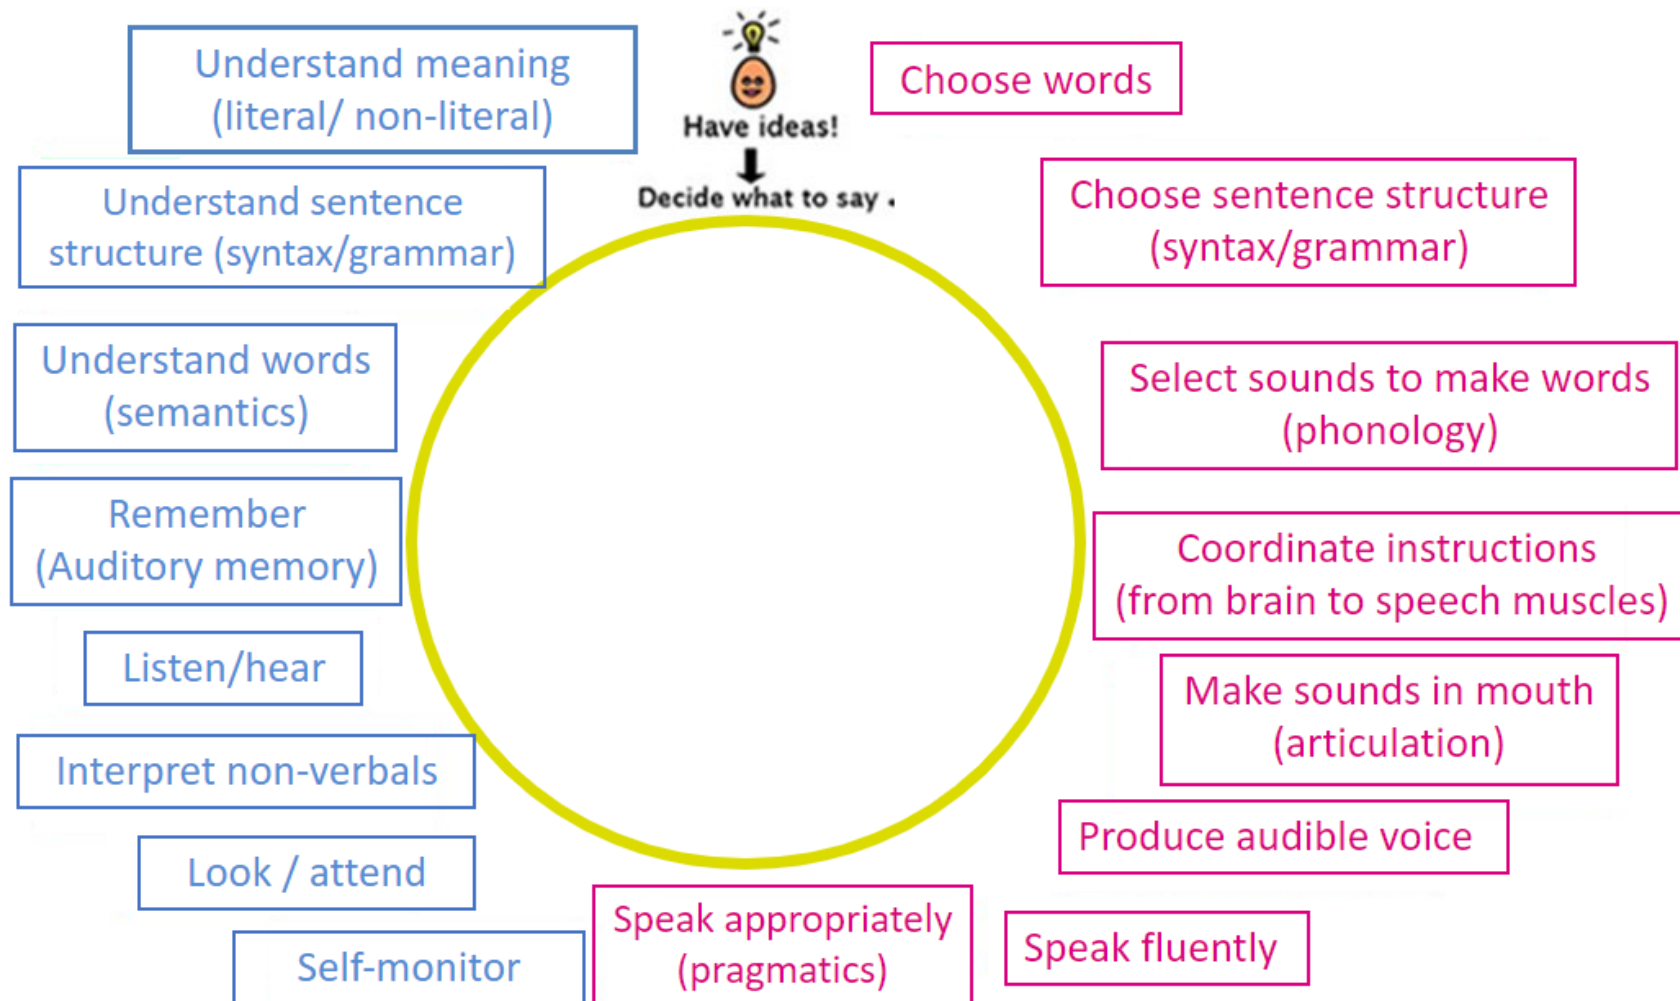 Understand meaning
(literal/ non-literal)
Have ideas!
Decide what to say .
Choose words
Understand sentence
structure (syntax/grammar)
Choose sentence structure
(syntax/grammar)
Understand words
(semantics)
Select sounds to make words
(phonology)
Remember
(Auditory memory)
Coordinate instructions
(from brain to speech muscles)
Listen/hear
Make sounds in mouth
(articulation)
Interpret non-verbals
Produce audible voice
Look / attend
Speak appropriately
(pragmatics)
Speak fluently
Self-monitor